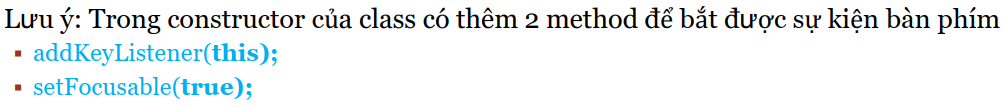 Lưu ý: Trong constructor của class có thêm 2 method để bắt được sự kiện bàn phím
▪ addKeyListener(this);
▪ setFocusable(true);